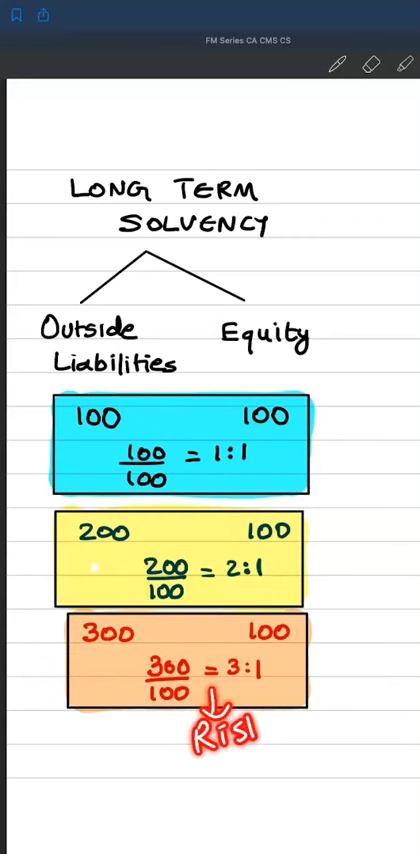 FM Series CA CMS CS
LONG TERM
SOLVENCY
Outside Equity
Liabilities
100 100
100 = 1:1
100
200 100
200 = 2:1
100
300 100
300 = 3:1
100
Risl